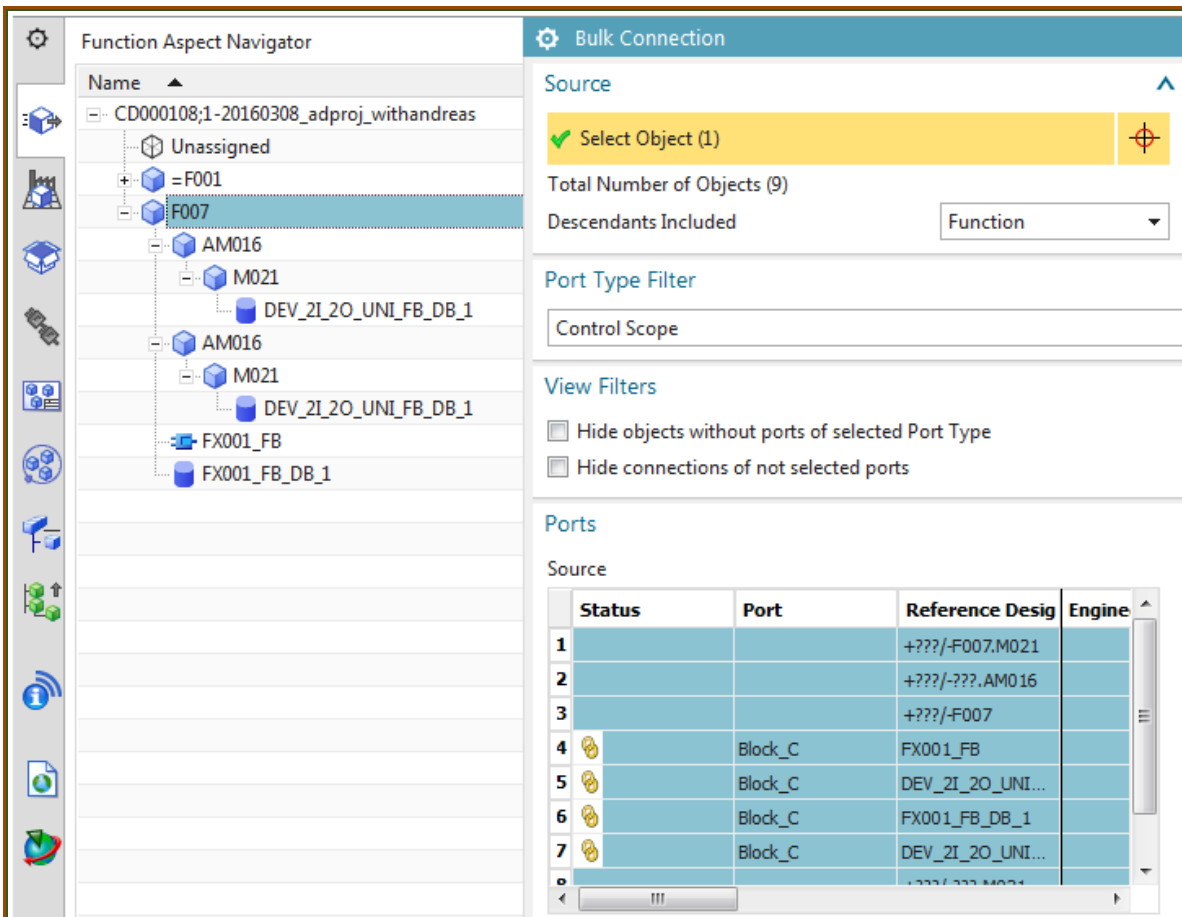 Function Aspect Navigator
Name
CD000108;1-20160308_adproj_withandreas
Unassigned
=F001
F007
AM016
M021
DEV_2I_2O_UNI_FB_DB_1
AM016
M021
DEV_2I_2O_UNI_FB_DB_1
FX001_FB
FX001_FB_DB_1
Bulk Connection
Source
Select Object (1)
Total Number of Objects (9)
Descendants Included Function
Port Type Filter
Control Scope
View Filters
Hide objects without ports of selected Port Type
Hide connections of not selected ports
Ports
Source
Status Port Reference Desig Engine
1 +???/-F007.M021
2 +???/-???.AM016
3 +???/-F007
4 Block_C FX001_FB
5 Block_C DEV_2I_2O_UNI...
6 Block_C FX001_FB_DB_1
7 Block_C DEV_2I_2O_UNI...
8 +???/-???.M021